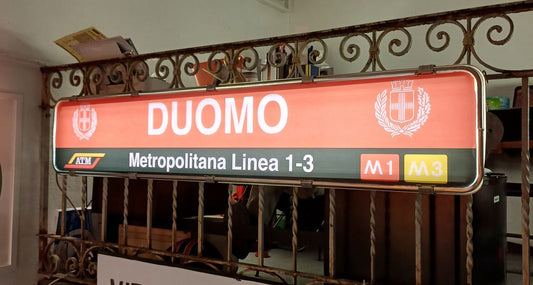 DUOMO
ATM
Metropolitana Linea 1-3
M1
M3